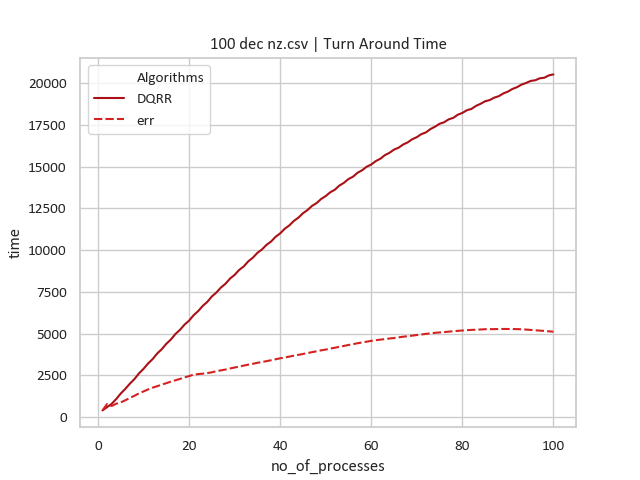 100 dec nz.csv | Turn Around Time
Algorithms
DQRR
err
20000
17500
15000
12500
10000
7500
5000
2500
0
time
0 20 40 60 80 100
no_of_processes